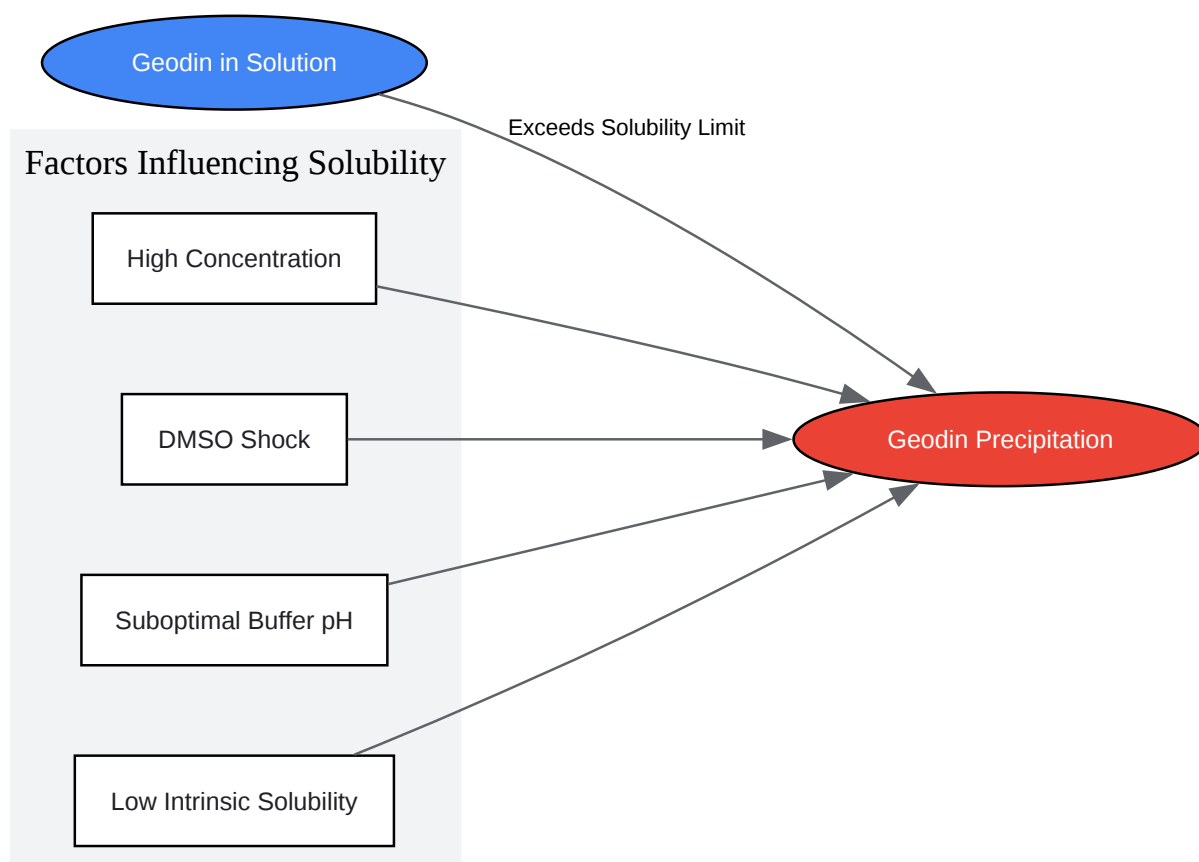 Geodin in Solution
Exceeds Solubility Limit
Factors Influencing Solubility
High Concentration
DMSO Shock
Geodin Precipitation
Suboptimal Buffer pH
Low Intrinsic Solubility